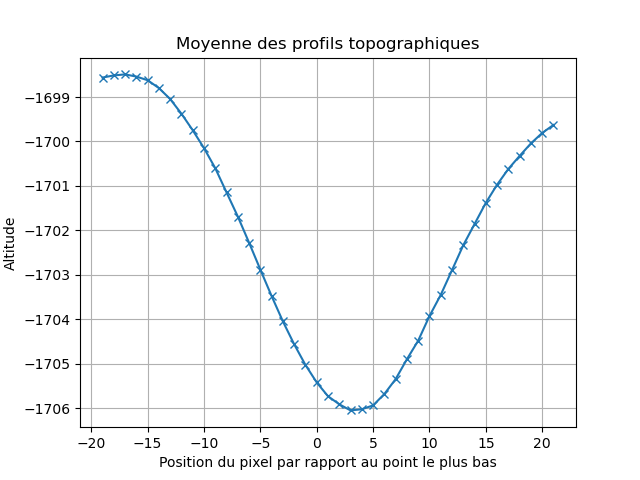 Moyenne des profils topographiques
Altitude
−1699
−1700
−1701
−1702
−1703
−1704
−1705
−1706
−20 −15 −10 −5 0 5 10 15 20
Position du pixel par rapport au point le plus bas